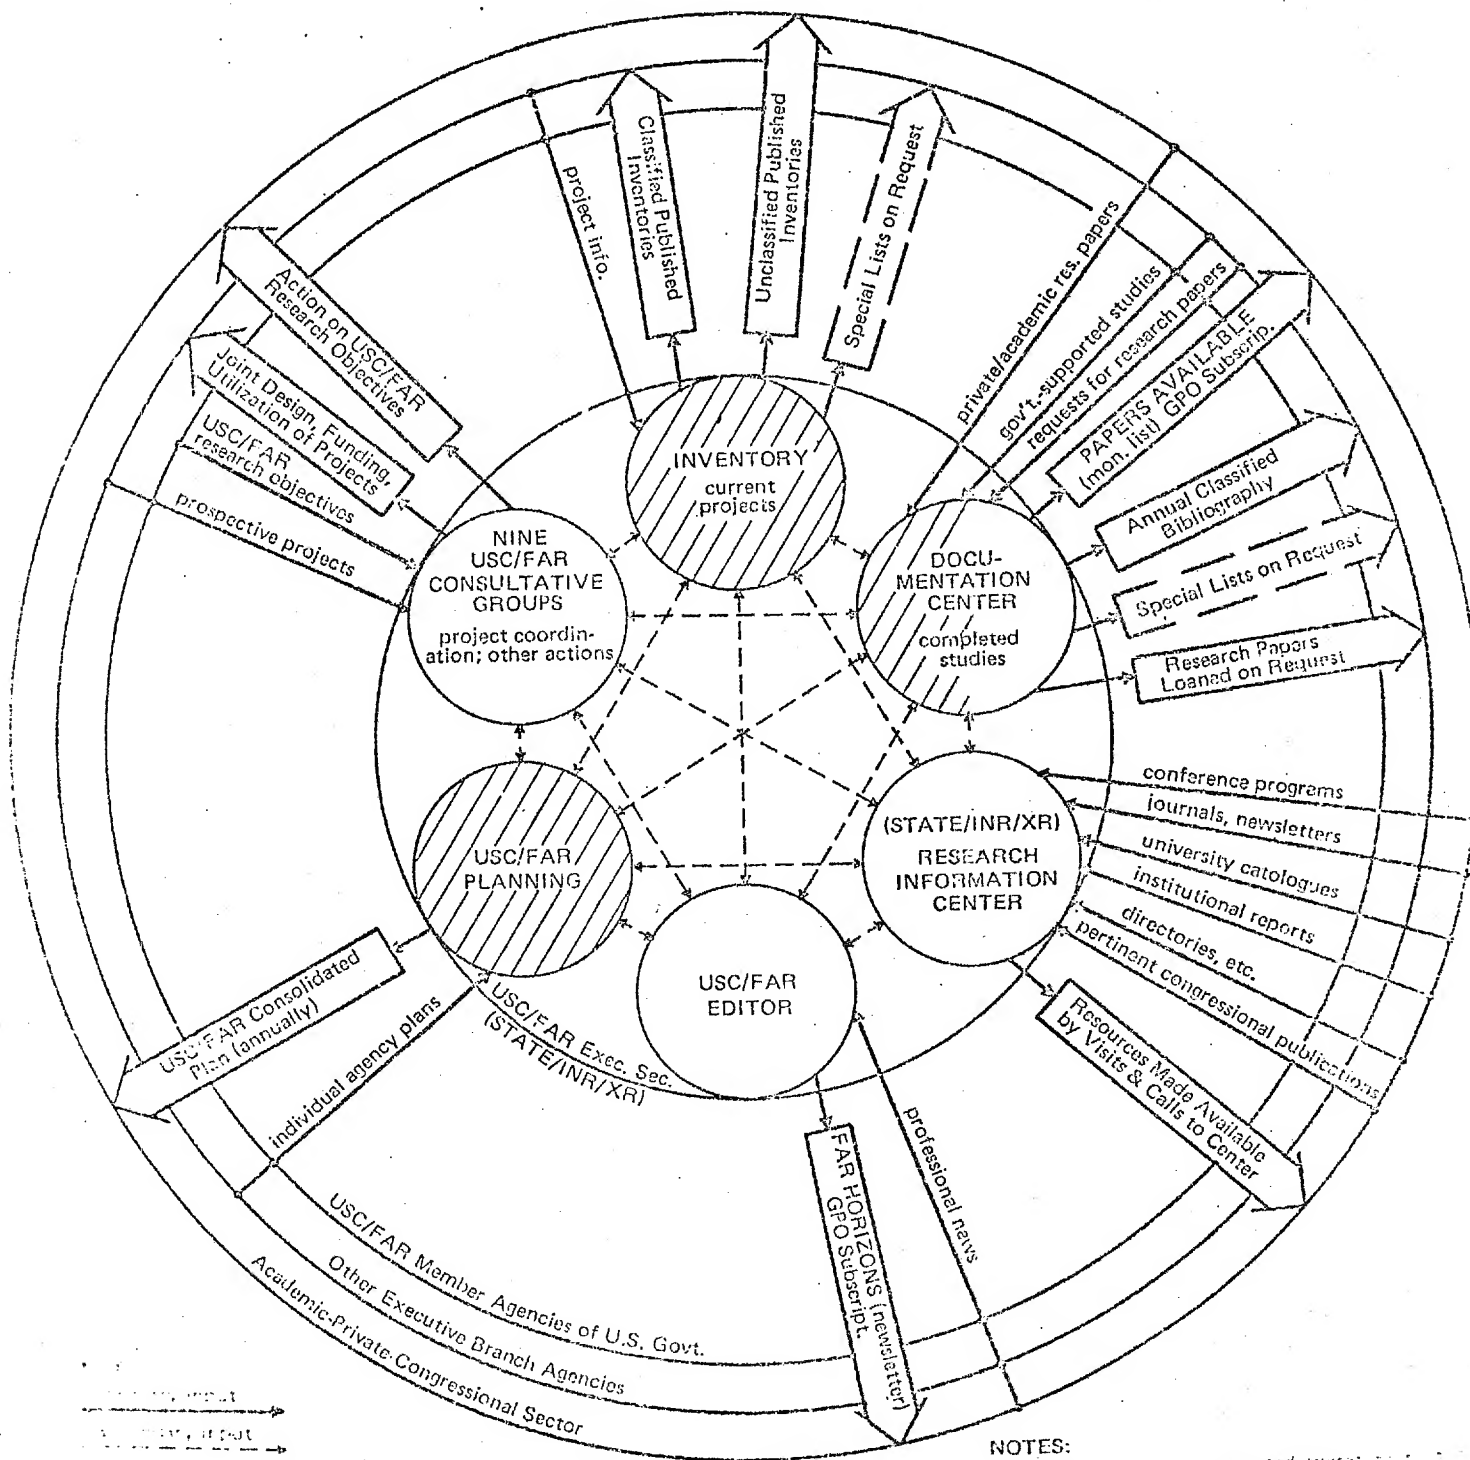 project info.
Classified Published
Inventories
Unclassified Published
Inventories
Special Lists on Request
private/academic res. papers
gov't.-supported studies
requests for research papers
PAPERS AVAILABLE
(mon. list) GPO Subscrip.
Annual Classified
Bibliography
Special Lists on Request
Research Papers
Loaned on Request
Action on USC/FAR
Research Objectives
Joint Design, Funding,
Utilization of Projects
USC/FAR
research objectives
prospective projects
INVENTORY
current
projects
NINE
USC/FAR
CONSULTATIVE
GROUPS
project coordin-
ation; other actions
DOCU-
MENTATION
CENTER
completed
studies
USC/FAR
PLANNING
(STATE/INR/XR)
RESEARCH
INFORMATION
CENTER
USC/FAR
EDITOR
conference programs
journals, newsletters
university catologues
institutional reports
directories, etc.
pertinent congressional publications
Resources Made Available
by Visits & Calls to Center
USC/FAR Exec. Sec.
(STATE/INR/XR)
USC/FAR Consolidated
Plan (annually)
individual agency plans
professional news
FAR HORIZONS (newsletter)
GPO Subscript.
USC/FAR Member Agencies of U.S. Govt.
Other Executive Branch Agencies
Academic-Private-Congressional Sector
input
input
NOTES: